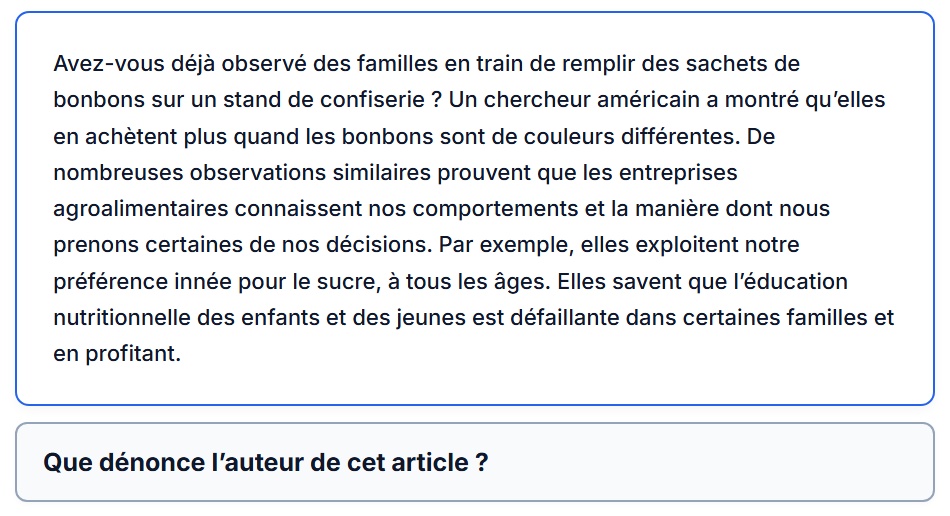 Avez-vous déjà observé des familles en train de remplir des sachets de
bonbons sur un stand de confiserie ? Un chercheur américain a montré qu’elles
en achètent plus quand les bonbons sont de couleurs différentes. De
nombreuses observations similaires prouvent que les entreprises
agroalimentaires connaissent nos comportements et la manière dont nous
prenons certaines de nos décisions. Par exemple, elles exploitent notre
préférence innée pour le sucre, à tous les âges. Elles savent que l’éducation
nutritionnelle des enfants et des jeunes est défaillante dans certaines familles et
en profitant.
Que dénonce l’auteur de cet article ?